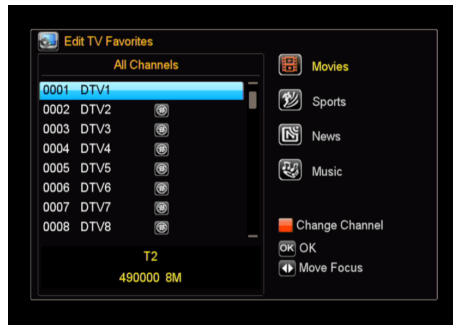 Edit TV Favorites
All Channels
0001 DTV1
0002 DTV2
0003 DTV3
0004 DTV4
0005 DTV5
0006 DTV6
0007 DTV7
0008 DTV8
T2
490000 8M
Movies
Sports
News
Music
Change Channel
OK OK
Move Focus